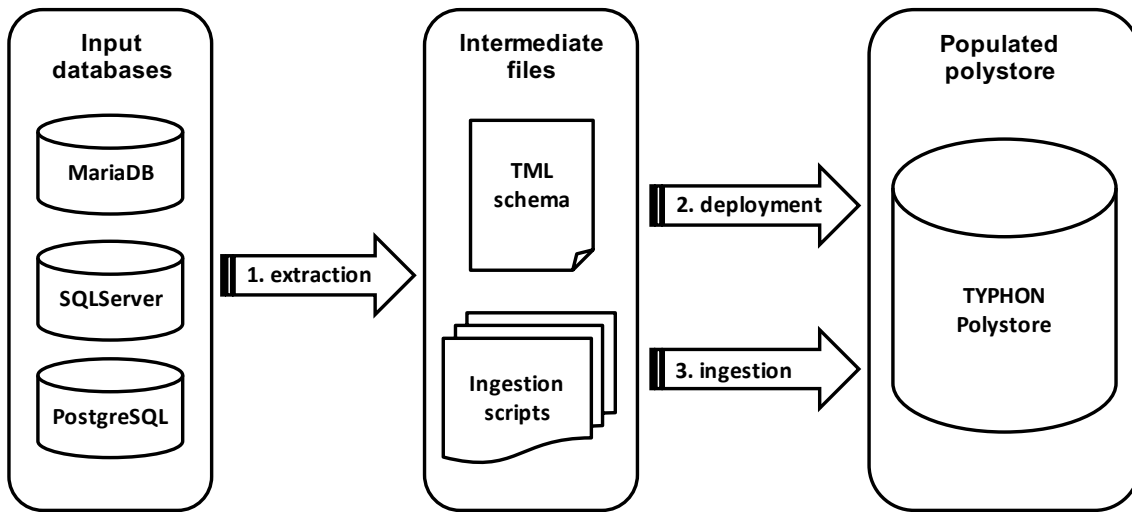 Input
databases
MariaDB
SQLServer
PostgreSQL
1. extraction
Intermediate
files
TML
schema
Ingestion
scripts
2. deployment
3. ingestion
Populated
polystore
TYPHON
Polystore